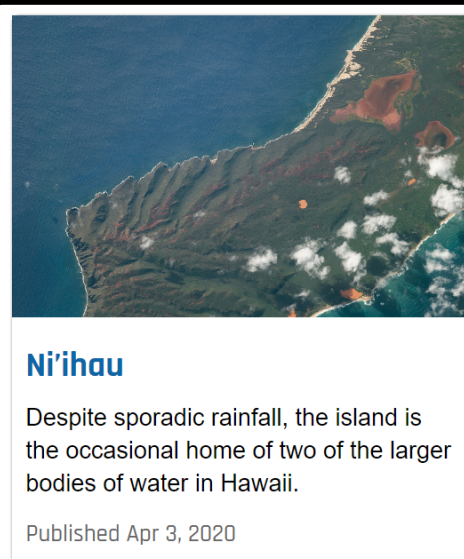 Ni’ihau
Despite sporadic rainfall, the island is
the occasional home of two of the larger
bodies of water in Hawaii.
Published Apr 3, 2020